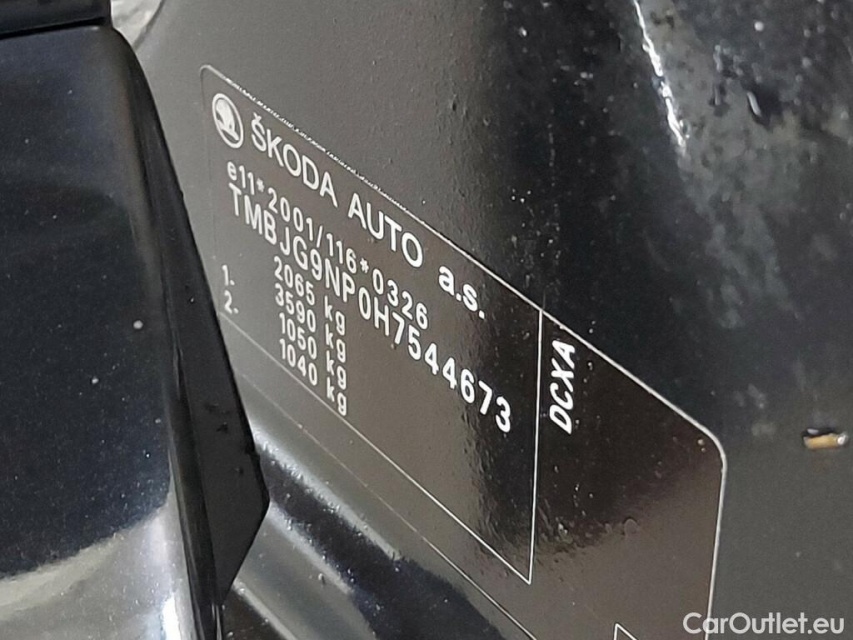 ŠKODA AUTO a.s.
e11*2001/116*0326
TMBJG9NP0H7544673
2065 kg
3590 kg
1. 1050 kg
2. 1040 kg
DCXA
CarOutlet.eu